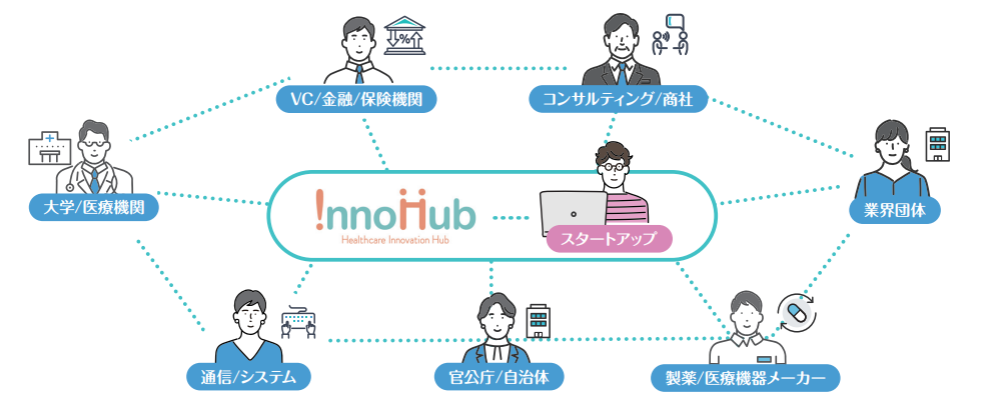 VC/金融/保険機関
コンサルティング/商社
大学/医療機関
業界団体
InnoHub
Healthcare Innovation Hub
スタートアップ
通信/システム
官公庁/自治体
製薬/医療機器メーカー